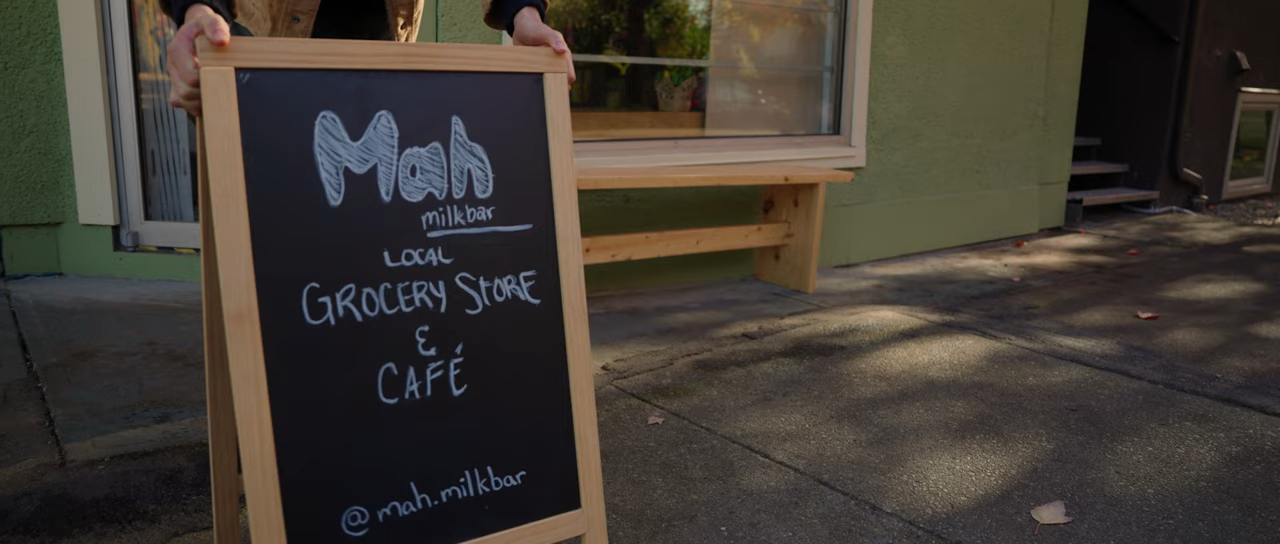 Mah
milkbar
LOCAL
GROCERY STORE
&
CAFÉ
@mah.milkbar